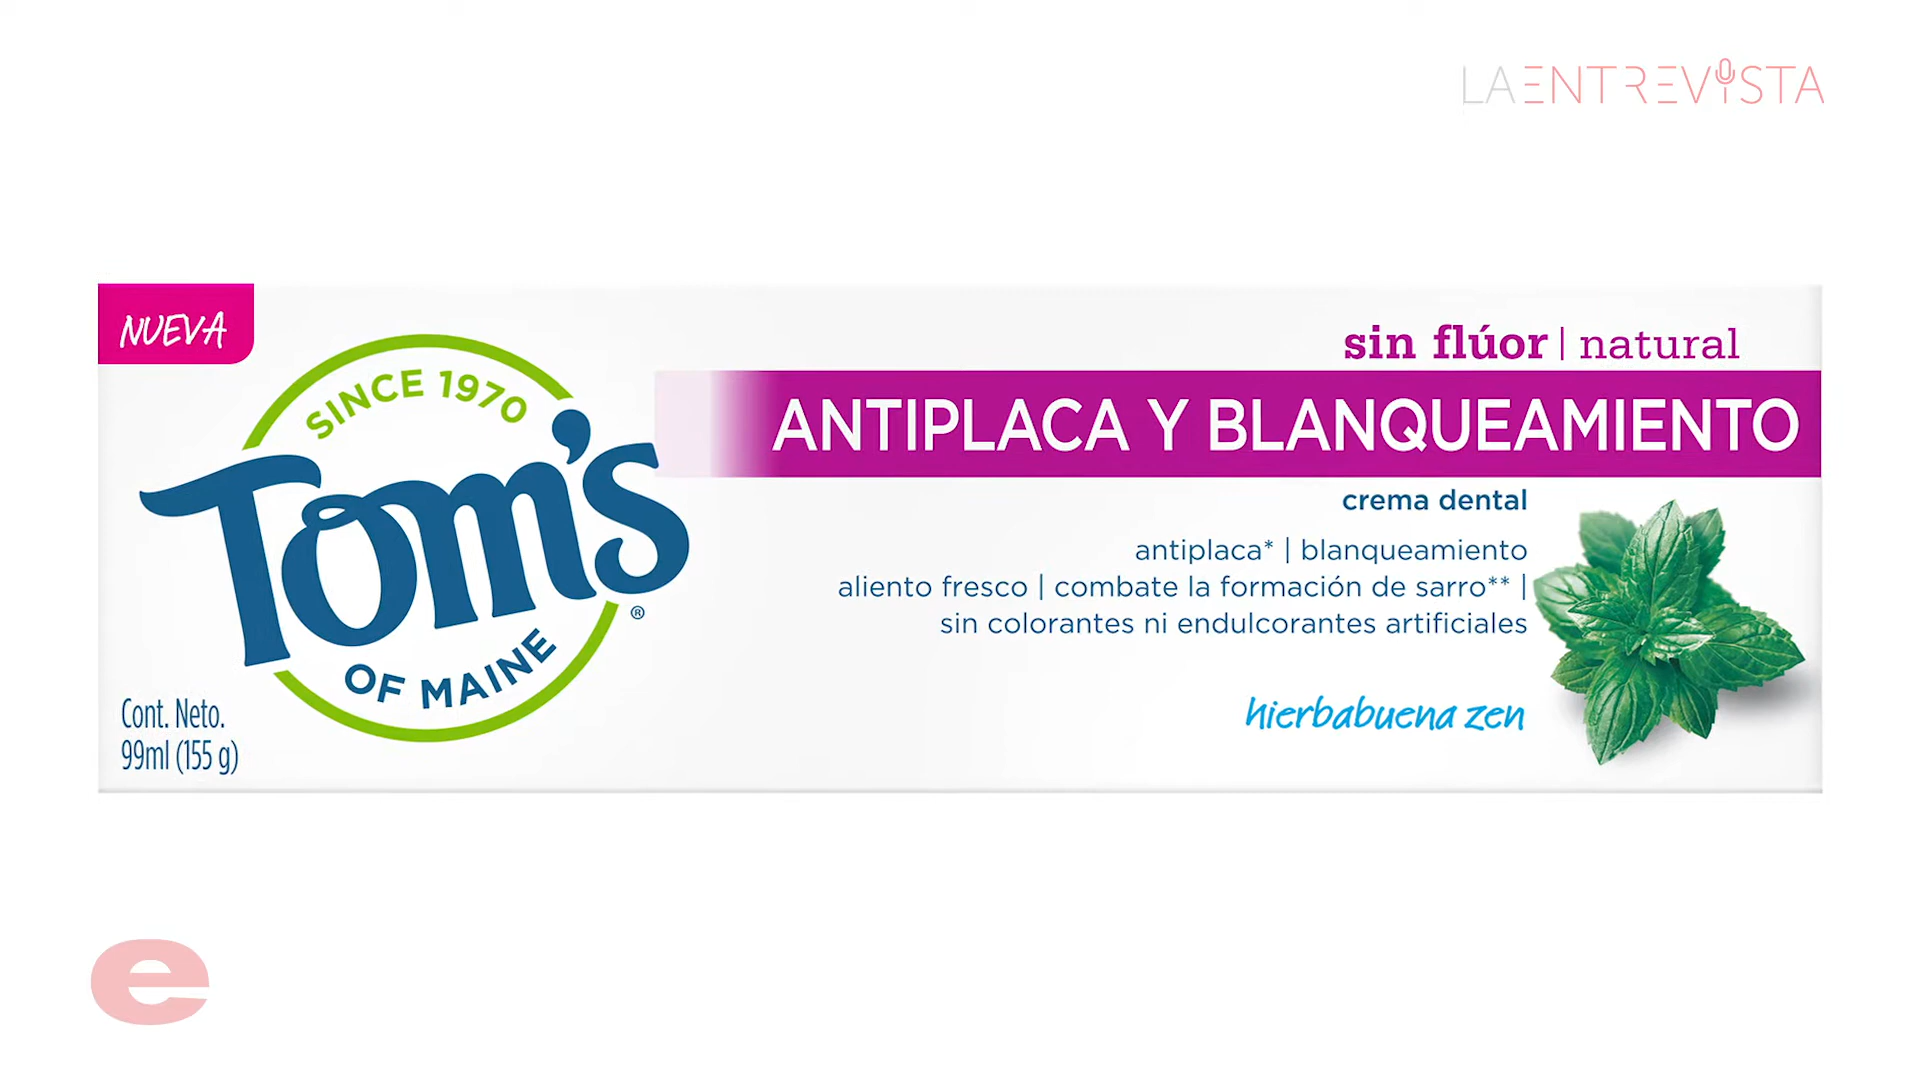 LAENTREVISTA
NUEVA
SINCE 1970
Tom's
®
OF MAINE
Cont. Neto.
99ml (155 g)
sin flúor | natural
ANTIPLACA Y BLANQUEAMIENTO
crema dental
antiplaca* | blanqueamiento
aliento fresco | combate la formación de sarro** |
sin colorantes ni endulcorantes artificiales
hierbabuena zen
e